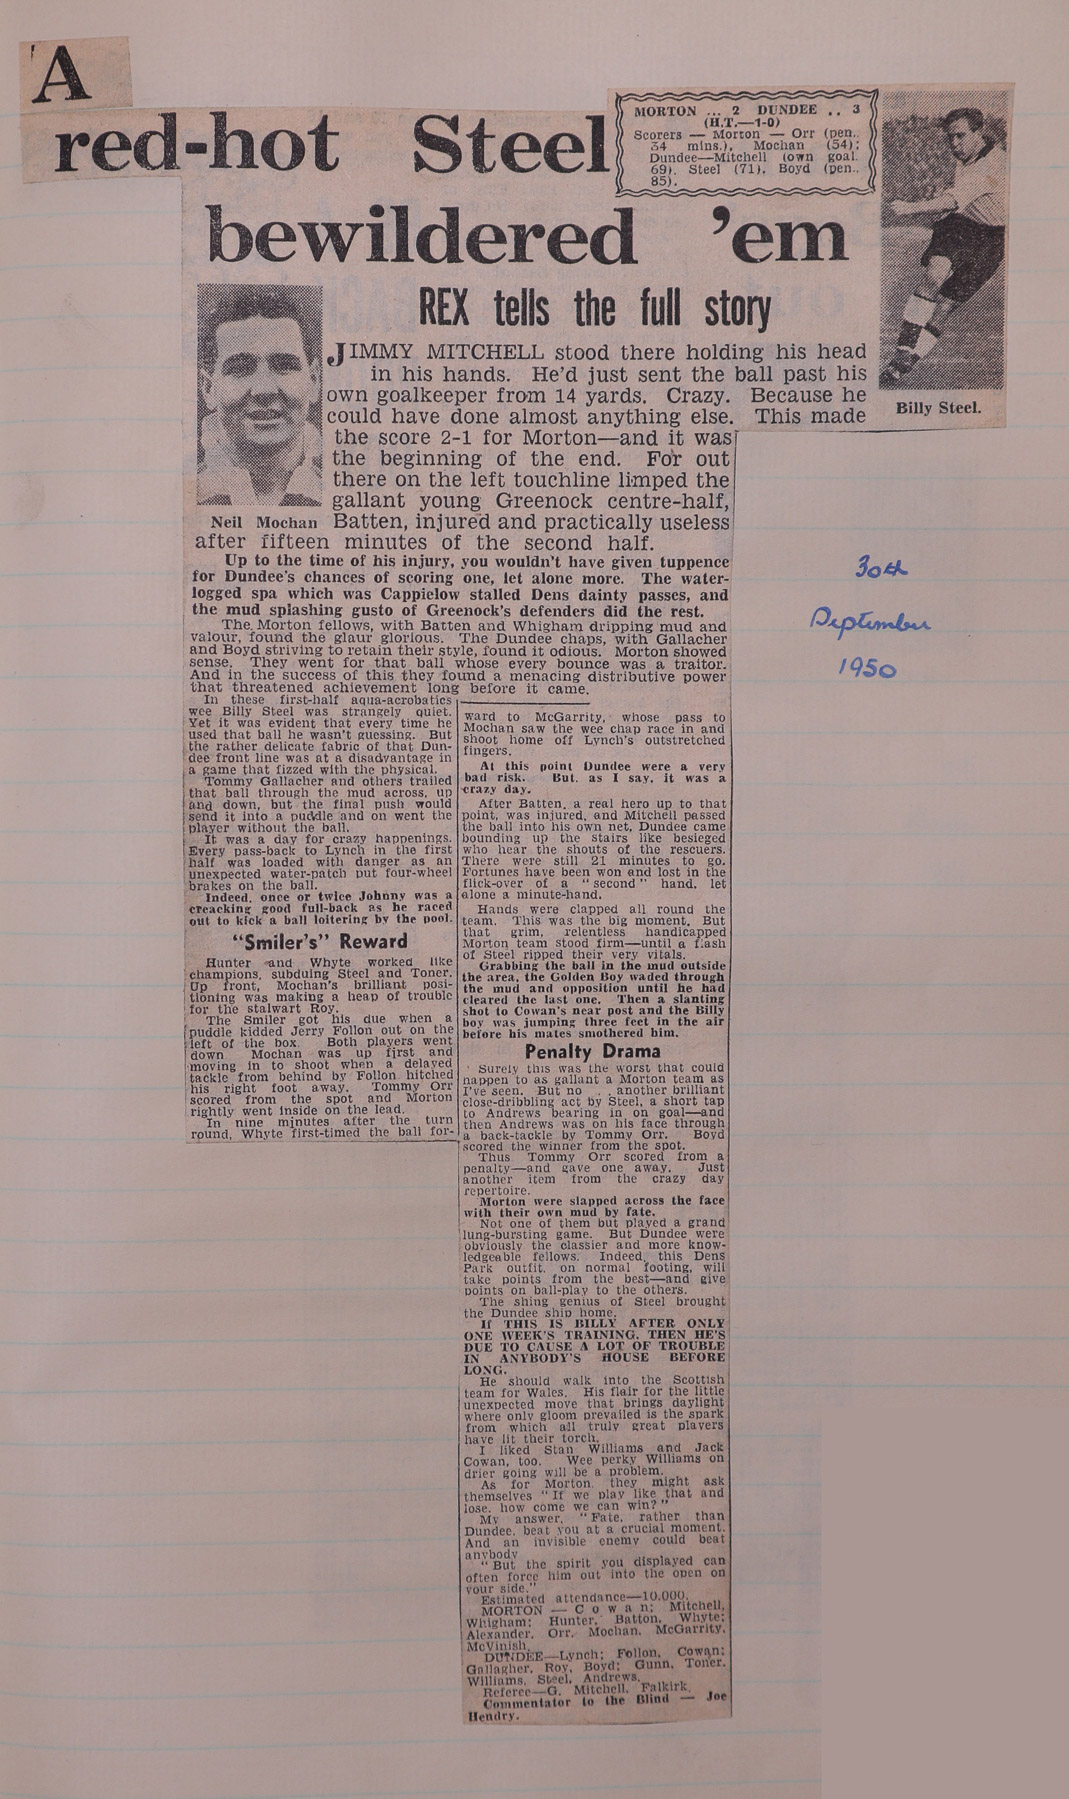 'A
red-hot Steel
bewildered 'em
MORTON ... 2 DUNDEE .. 3
(H.T.—1-0)
Scorers — Morton — Orr (pen.,
34 mins.), Mochan (54);
Dundee—Mitchell (own goal.
69), Steel (71), Boyd (pen.,
85).
Billy Steel.
REX tells the full story
Neil Mochan
JIMMY MITCHELL stood there holding his head
in his hands. He'd just sent the ball past his
own goalkeeper from 14 yards. Crazy. Because he
could have done almost anything else. This made
the score 2-1 for Morton—and it was
the beginning of the end. For out
there on the left touchline limped the
gallant young Greenock centre-half,
Batten, injured and practically useless
after fifteen minutes of the second half.
Up to the time of his injury, you wouldn't have given tuppence
for Dundee's chances of scoring one, let alone more. The water-
logged spa which was Cappielow stalled Dens dainty passes, and
the mud splashing gusto of Greenock's defenders did the rest.
The Morton fellows, with Batten and Whigham dripping mud and
valour, found the glaur glorious. The Dundee chaps, with Gallacher
and Boyd striving to retain their style, found it odious. Morton showed
sense. They went for that ball whose every bounce was a traitor.
And in the success of this they found a menacing distributive power
that threatened achievement long before it came.
In these first-half aqua-acrobatics
wee Billy Steel was strangely quiet.
Yet it was evident that every time he
used that ball he wasn't guessing. But
the rather delicate fabric of that Dun-
dee front line was at a disadvantage in
a game that fizzed with the physical.
Tommy Gallacher and others trailed
that ball through the mud across, up
and down, but the final push would
send it into a puddle and on went the
player without the ball.
It was a day for crazy happenings.
Every pass-back to Lynch in the first
half was loaded with danger as an
unexpected water-patch put four-wheel
brakes on the ball.
Indeed, once or twice Johnny was a
creacking good full-back as he raced
out to kick a ball loitering by the pool.
"Smiler's" Reward
Hunter and Whyte worked like
champions, subduing Steel and Toner.
Up front, Mochan's brilliant posi-
tioning was making a heap of trouble
for the stalwart Roy.
The Smiler got his due when a
puddle kidded Jerry Follon out on the
left of the box. Both players went
down. Mochan was up first and
moving in to shoot when a delayed
tackle from behind by Follon hitched
his right foot away. Tommy Orr
scored from the spot and Morton
rightly went inside on the lead.
In nine minutes after the turn
round, Whyte first-timed the ball for-
ward to McGarrity, whose pass to
Mochan saw the wee chap race in and
shoot home off Lynch's outstretched
fingers.
At this point Dundee were a very
bad risk. But, as I say, it was a
crazy day.
After Batten, a real hero up to that
point, was injured, and Mitchell passed
the ball into his own net, Dundee came
bounding up the stairs like besieged
who hear the shouts of the rescuers.
There were still 21 minutes to go.
Fortunes have been won and lost in the
flick-over of a "second" hand, let
alone a minute-hand.
Hands were clapped all round the
team. This was the big moment. But
that grim, relentless handicapped
Morton team stood firm—until a flash
of Steel ripped their very vitals.
Grabbing the ball in the mud outside
the area, the Golden Boy waded through
the mud and opposition until he had
cleared the last one. Then a slanting
shot to Cowan's near post and the Billy
boy was jumping three feet in the air
before his mates smothered him.
Penalty Drama
Surely this was the worst that could
happen to as gallant a Morton team as
I've seen. But no . . another brilliant
close-dribbling act by Steel, a short tap
to Andrews bearing in on goal—and
then Andrews was on his face through
a back-tackle by Tommy Orr. Boyd
scored the winner from the spot.
Thus Tommy Orr scored from a
penalty—and gave one away. Just
another item from the crazy day
repertoire.
Morton were slapped across the face
with their own mud by fate.
Not one of them but played a grand
lung-bursting game. But Dundee were
obviously the classier and more know-
ledgeable fellows. Indeed, this Dens
Park outfit, on normal footing, will
take points from the best—and give
points on ball-play to the others.
The shing genius of Steel brought
the Dundee ship home.
If THIS IS BILLY AFTER ONLY
ONE WEEK'S TRAINING, THEN HE'S
DUE TO CAUSE A LOT OF TROUBLE
IN ANYBODY'S HOUSE BEFORE
LONG.
He should walk into the Scottish
team for Wales. His flair for the little
unexpected move that brings daylight
where only gloom prevailed is the spark
from which all truly great players
have lit their torch.
I liked Stan Williams and Jack
Cowan, too. Wee perky Williams on
drier going will be a problem.
As for Morton, they might ask
themselves "If we play like that and
lose, how come we can win?"
My answer, "Fate, rather than
Dundee, beat you at a crucial moment.
And an invisible enemy could beat
anybody
"But the spirit you displayed can
often force him out into the open on
your side."
Estimated attendance—10,000.
MORTON — Cowan; Mitchell,
Whigham; Hunter, Batton, Whyte;
Alexander, Orr, Mochan, McGarrity,
McVinish.
DUNDEE—Lynch; Follon, Cowan;
Gallagher, Roy, Boyd; Gunn, Toner,
Williams, Steel, Andrews.
Referee—G. Mitchell, Falkirk.
Commentator to the Blind — Joe
Hendry.
30th
September
1950